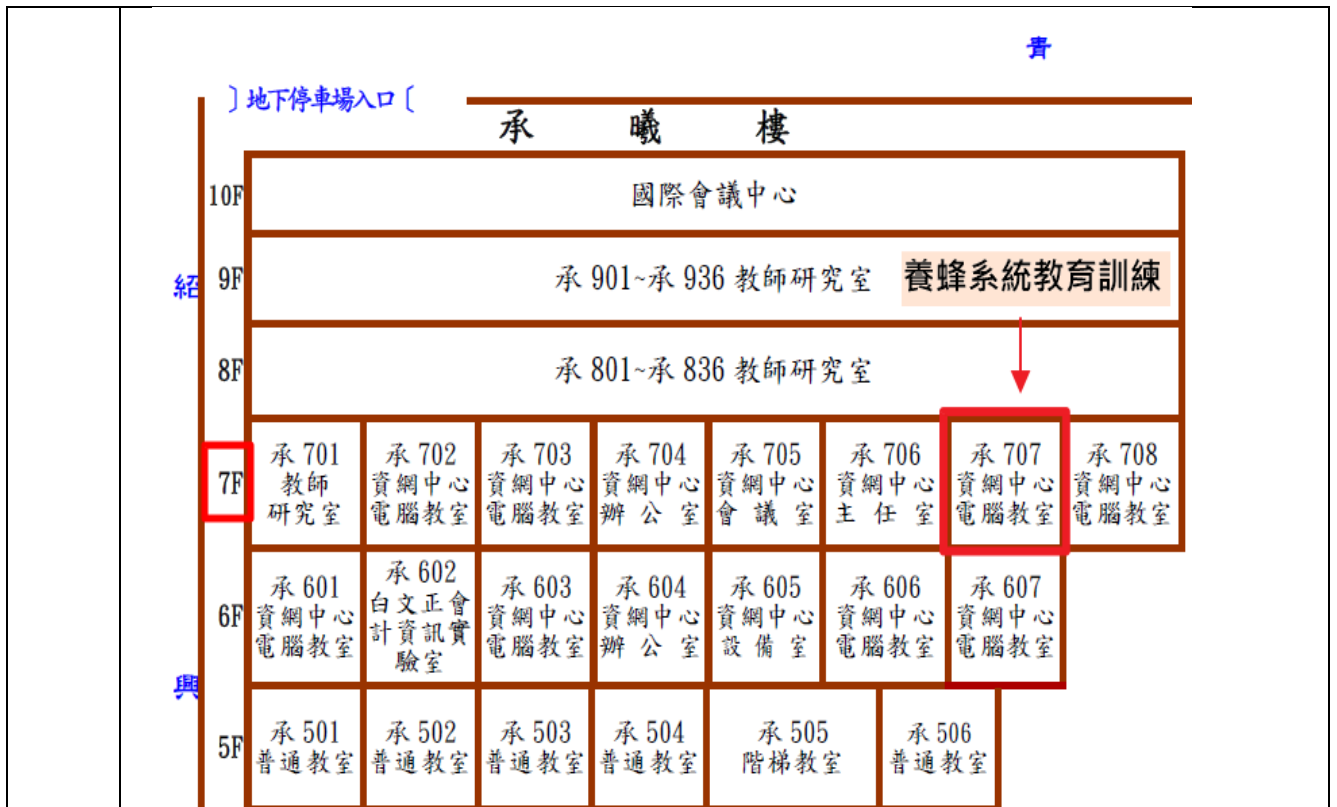 青
〕地下停車場入口〔
承 曦 樓
10F
國際會議中心
紹
9F
承 901~承 936 教師研究室
養蜂系統教育訓練
8F
承 801~承 836 教師研究室
7F
承 701
教師
研究室
承 702
資網中心
電腦教室
承 703
資網中心
電腦教室
承 704
資網中心
辦 公 室
承 705
資網中心
會 議 室
承 706
資網中心
主 任 室
承 707
資網中心
電腦教室
承 708
資網中心
電腦教室
6F
承 601
資網中心
電腦教室
承 602
白文正會
計資訊實
驗室
承 603
資網中心
電腦教室
承 604
資網中心
辦 公 室
承 605
資網中心
設 備 室
承 606
資網中心
電腦教室
承 607
資網中心
電腦教室
興
5F
承 501
普通教室
承 502
普通教室
承 503
普通教室
承 504
普通教室
承 505
階梯教室
承 506
普通教室